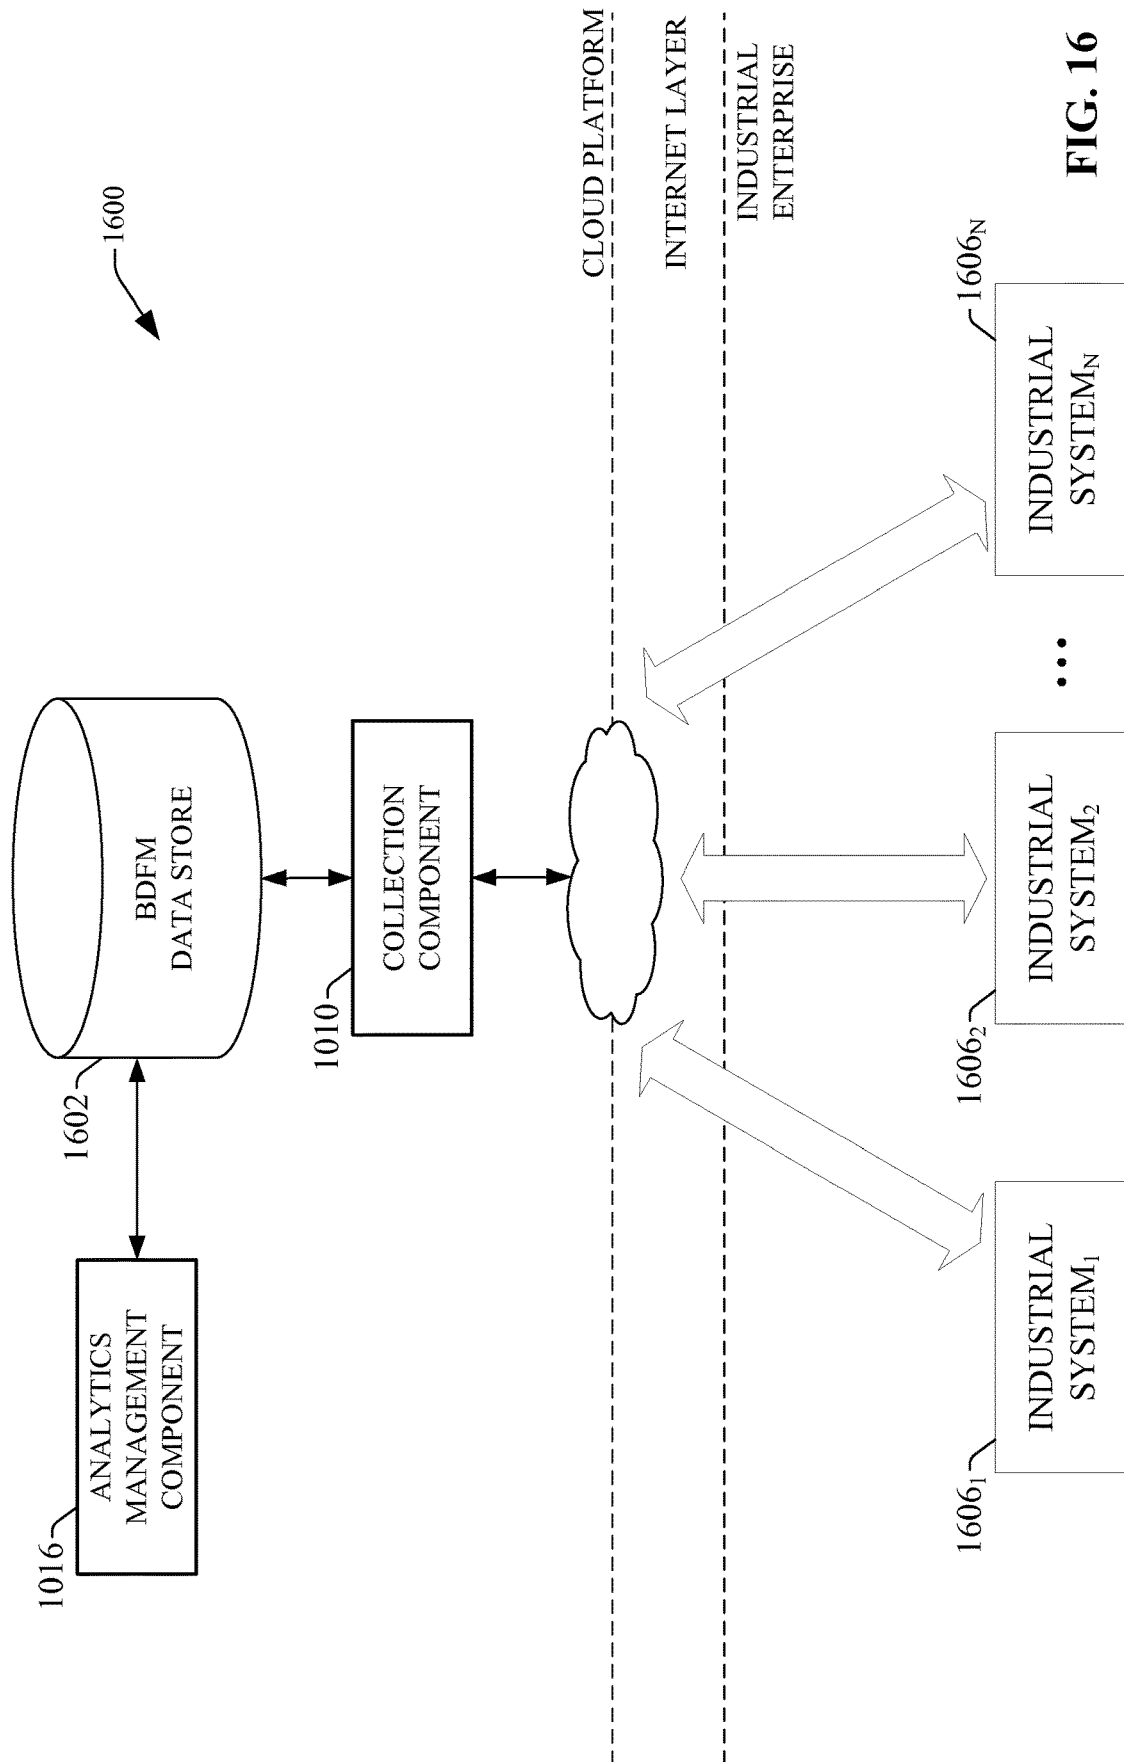 1600
BDFM
DATA STORE
1602
ANALYTICS
MANAGEMENT
COMPONENT
1016
COLLECTION
COMPONENT
1010
CLOUD PLATFORM
INTERNET LAYER
INDUSTRIAL
ENTERPRISE
1606₁
INDUSTRIAL
SYSTEM₁
1606₂
INDUSTRIAL
SYSTEM₂
...
1606N
INDUSTRIAL
SYSTEMN
FIG. 16